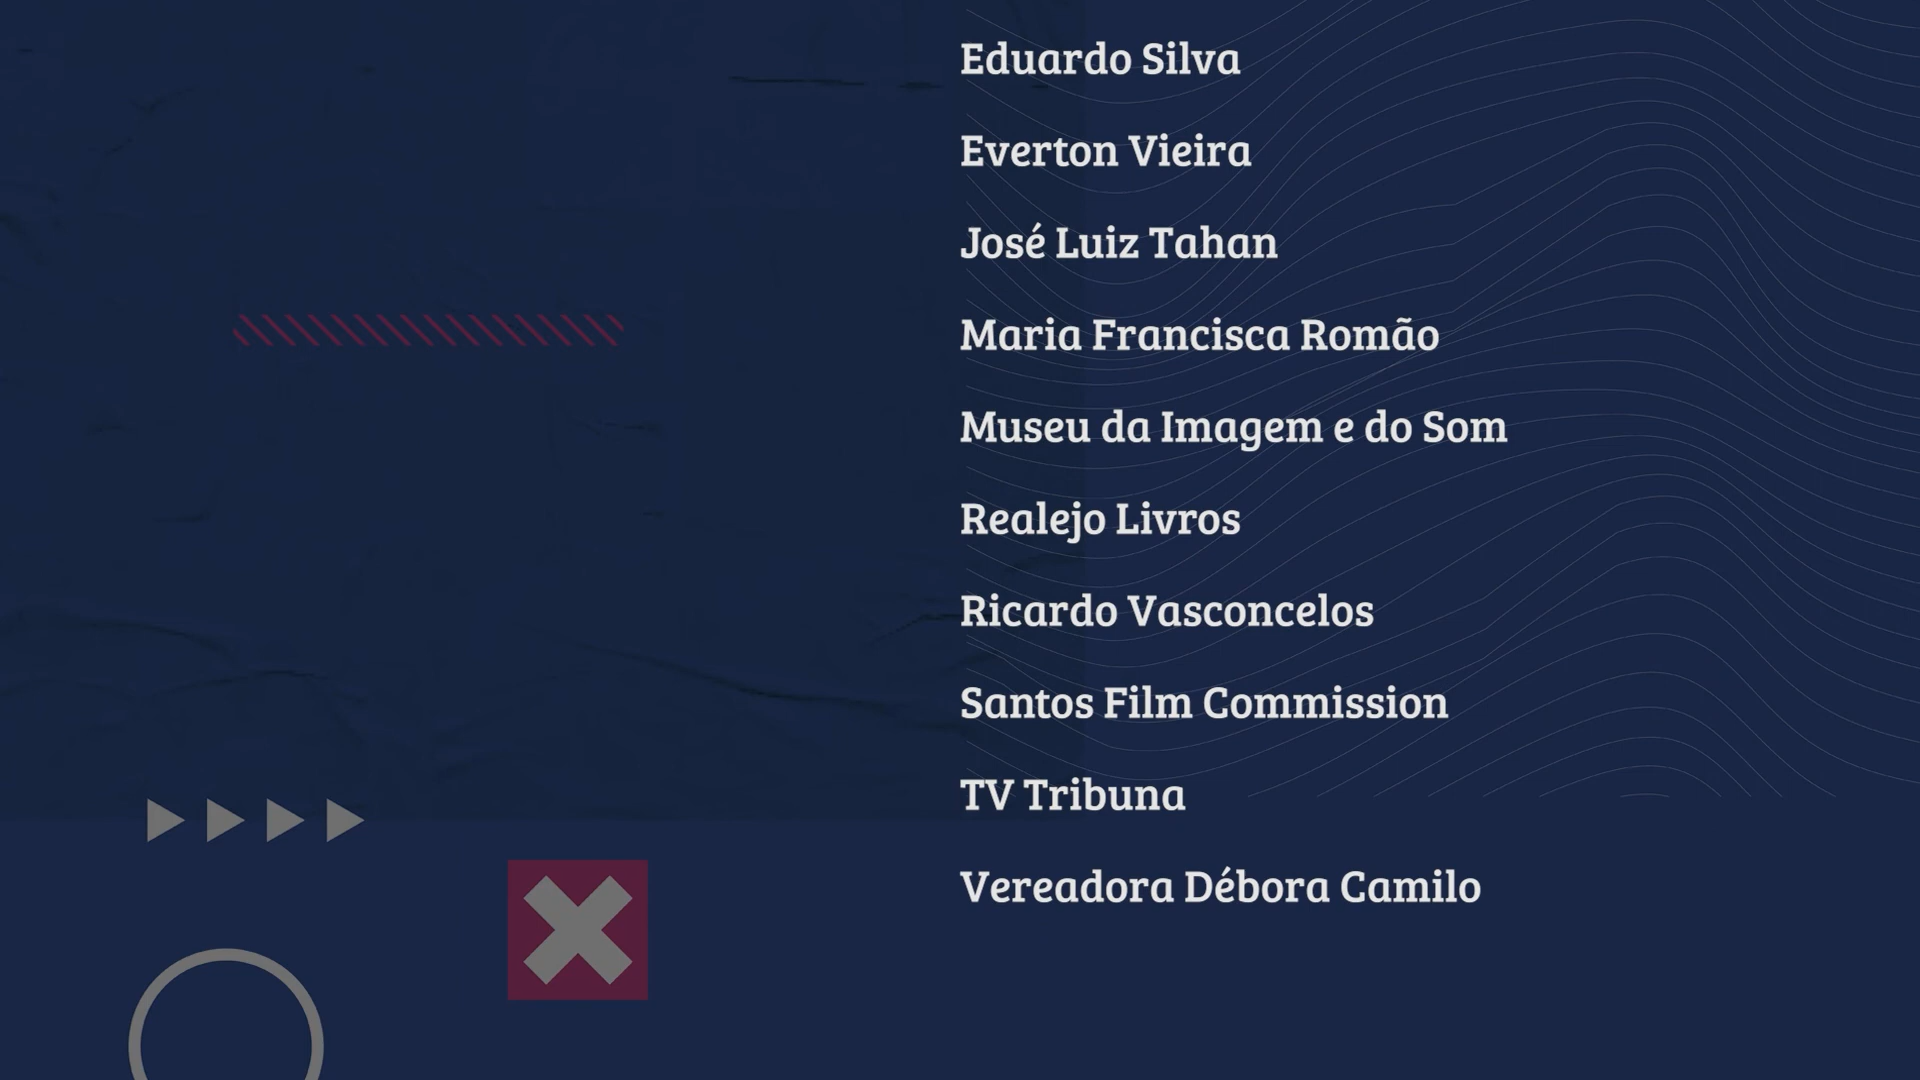 Eduardo Silva
Everton Vieira
José Luiz Tahan
Maria Francisca Romão
Museu da Imagem e do Som
Realejo Livros
Ricardo Vasconcelos
Santos Film Commission
TV Tribuna
Vereadora Débora Camilo